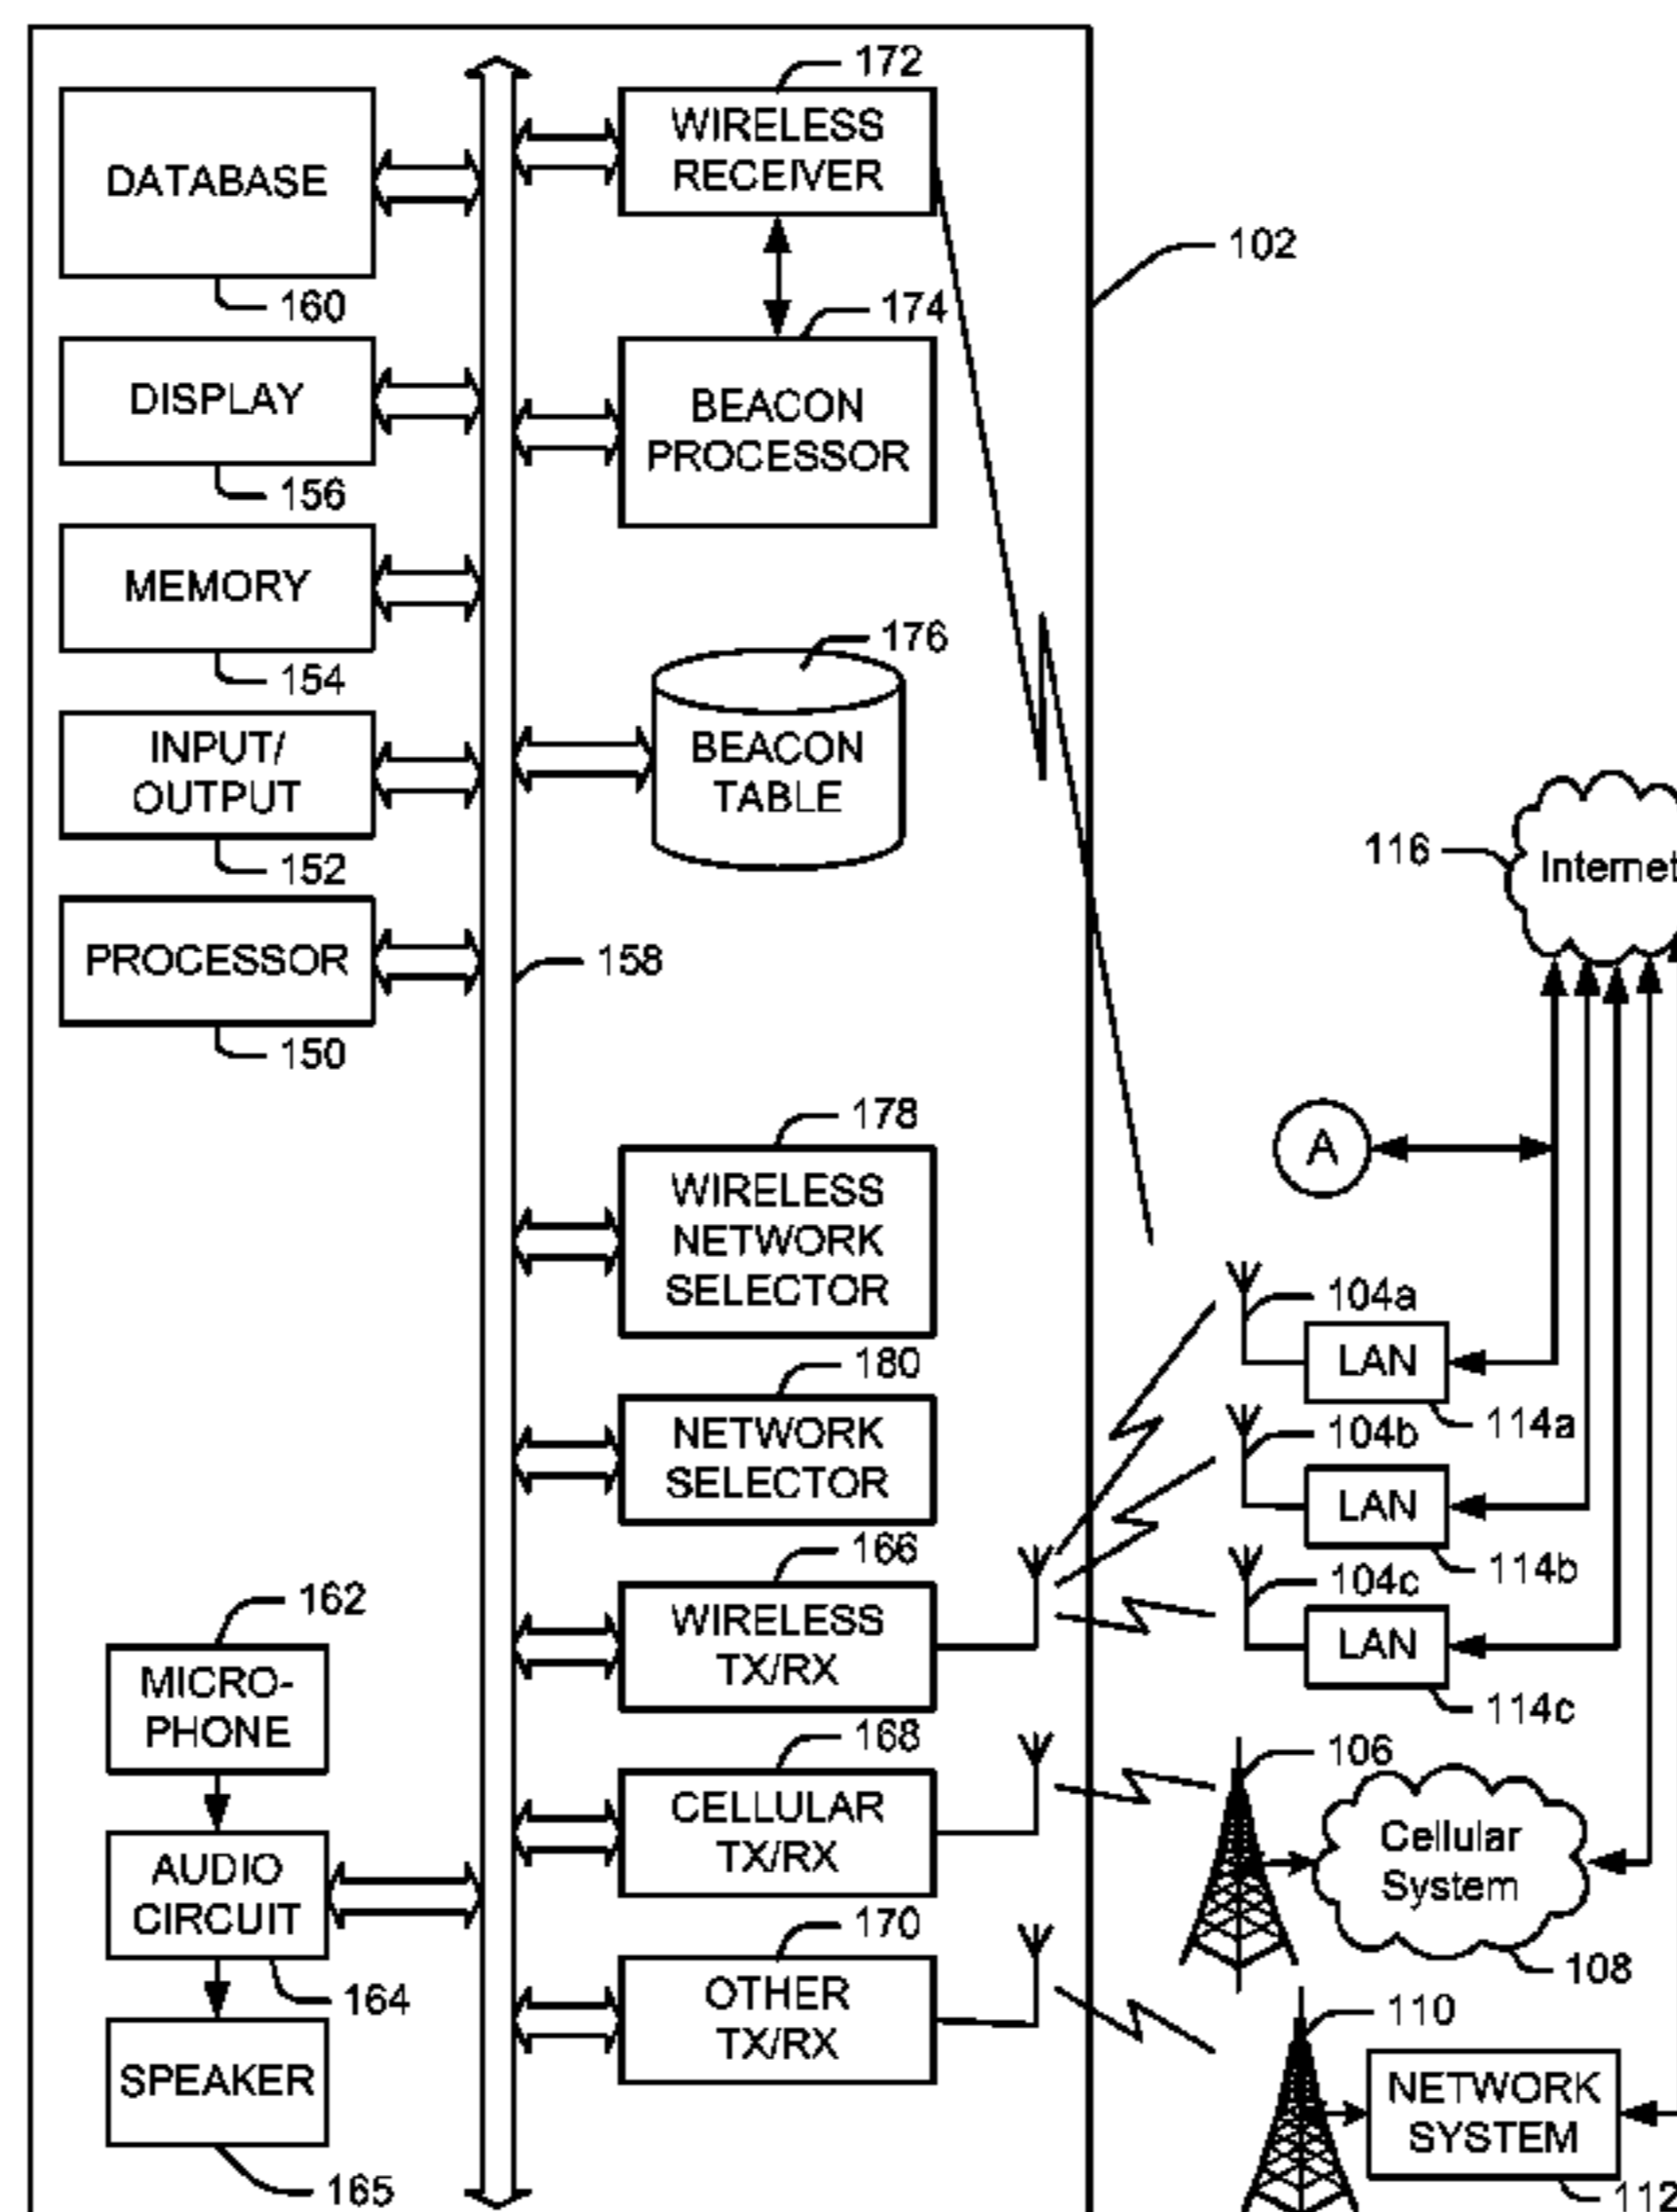 172
WIRELESS
RECEIVER
DATABASE
102
160
174
DISPLAY
BEACON
PROCESSOR
156
MEMORY
176
154
INPUT/
OUTPUT
BEACON
TABLE
116
Internet
152
PROCESSOR
158
150
178
A
WIRELESS
NETWORK
SELECTOR
104a
LAN
180
114a
NETWORK
SELECTOR
104b
LAN
166
114b
162
104c
WIRELESS
TX/RX
LAN
MICRO-
PHONE
114c
168
106
CELLULAR
TX/RX
Cellular
System
AUDIO
CIRCUIT
170
108
164
OTHER
TX/RX
110
SPEAKER
NETWORK
SYSTEM
165
112